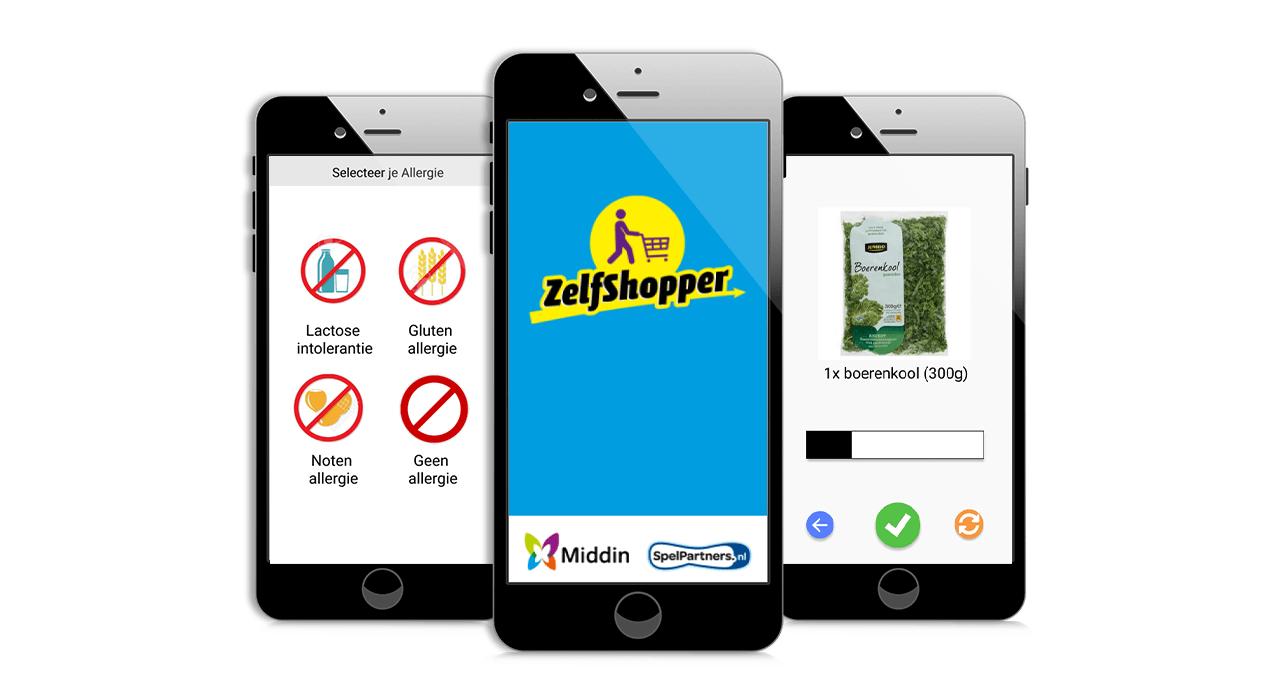 Selecteer je Allergie
Lactose
intolerantie
Gluten
allergie
Noten
allergie
Geen
allergie
ZelfShopper
Middin
SpelPartners.nl
JUMBO
Boerenkool
300g
1x boerenkool (300g)